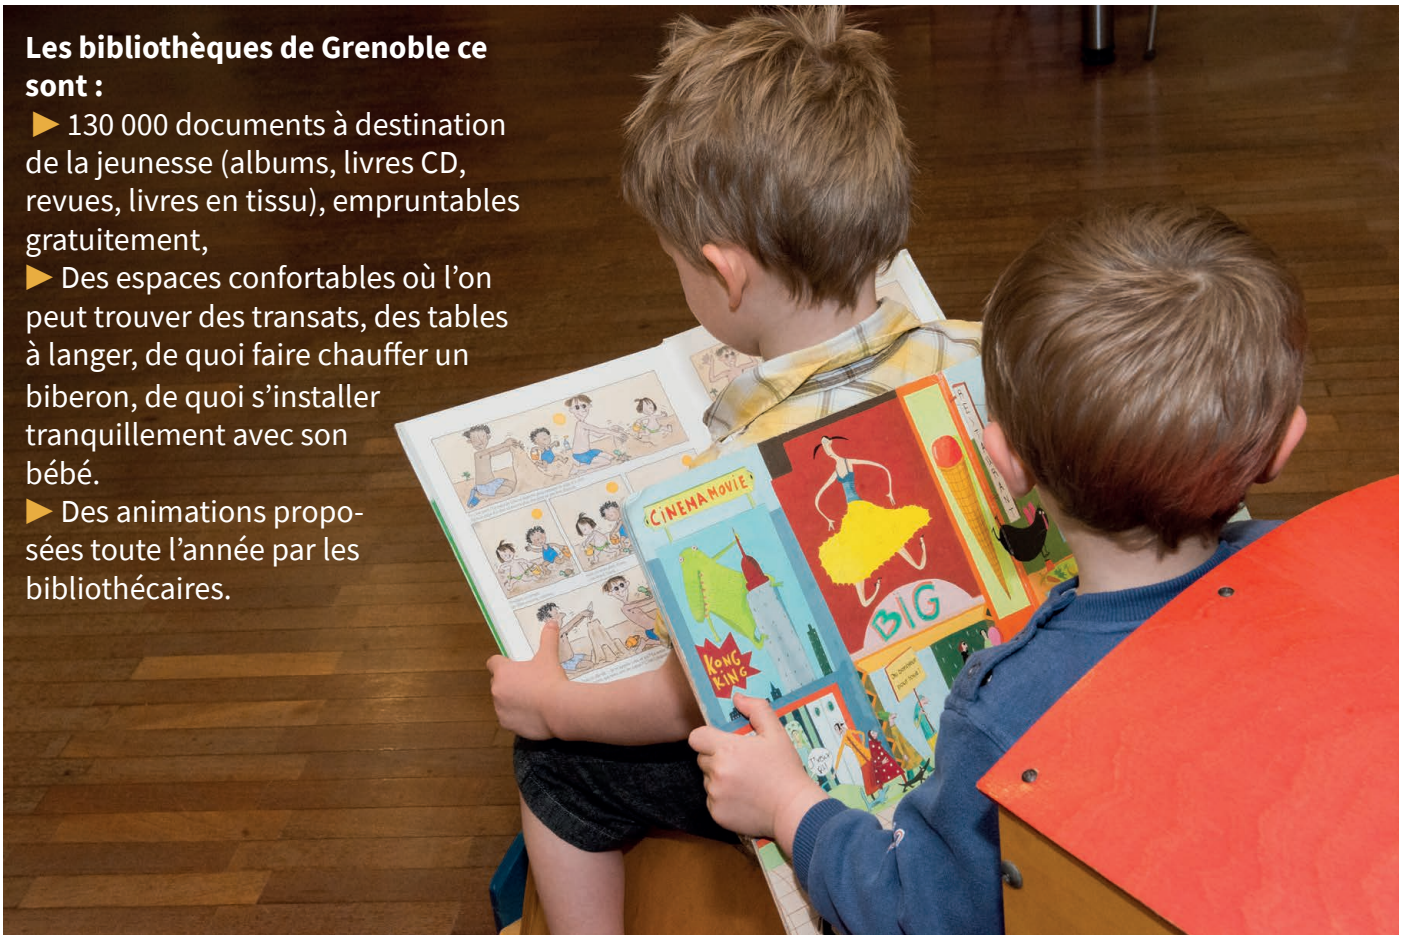 Les bibliothèques de Grenoble ce
sont :
▶ 130 000 documents à destination
de la jeunesse (albums, livres CD,
revues, livres en tissu), empruntables
gratuitement,
▶ Des espaces confortables où l’on
peut trouver des transats, des tables
à langer, de quoi faire chauffer un
biberon, de quoi s’installer
tranquillement avec son
bébé.
▶ Des animations propo-
sées toute l’année par les
bibliothécaires.
CINEMA MOVIE
BIG
KONG
KING